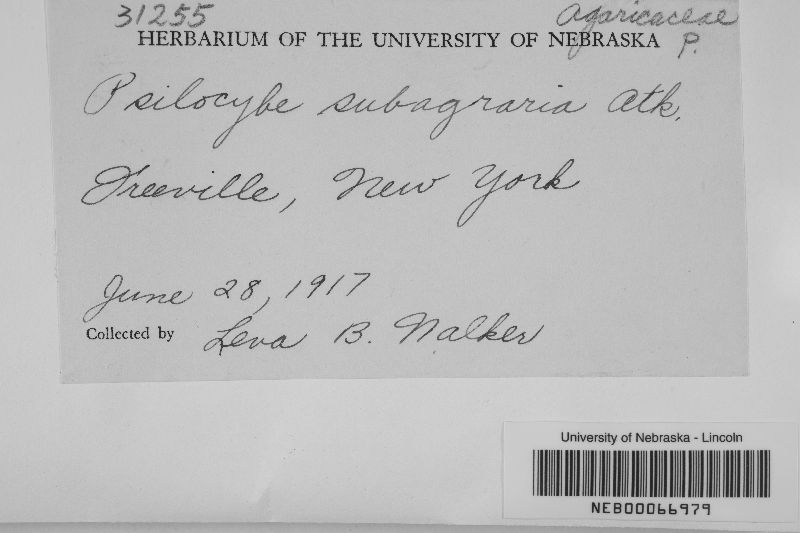 31255 Agaricaceae
HERBARIUM OF THE UNIVERSITY OF NEBRASKA P.
Psilocybe subagraria Atk.
Freeville, New York
June 28, 1917
Collected by Leva B. Walker
University of Nebraska - Lincoln
NEB00066979